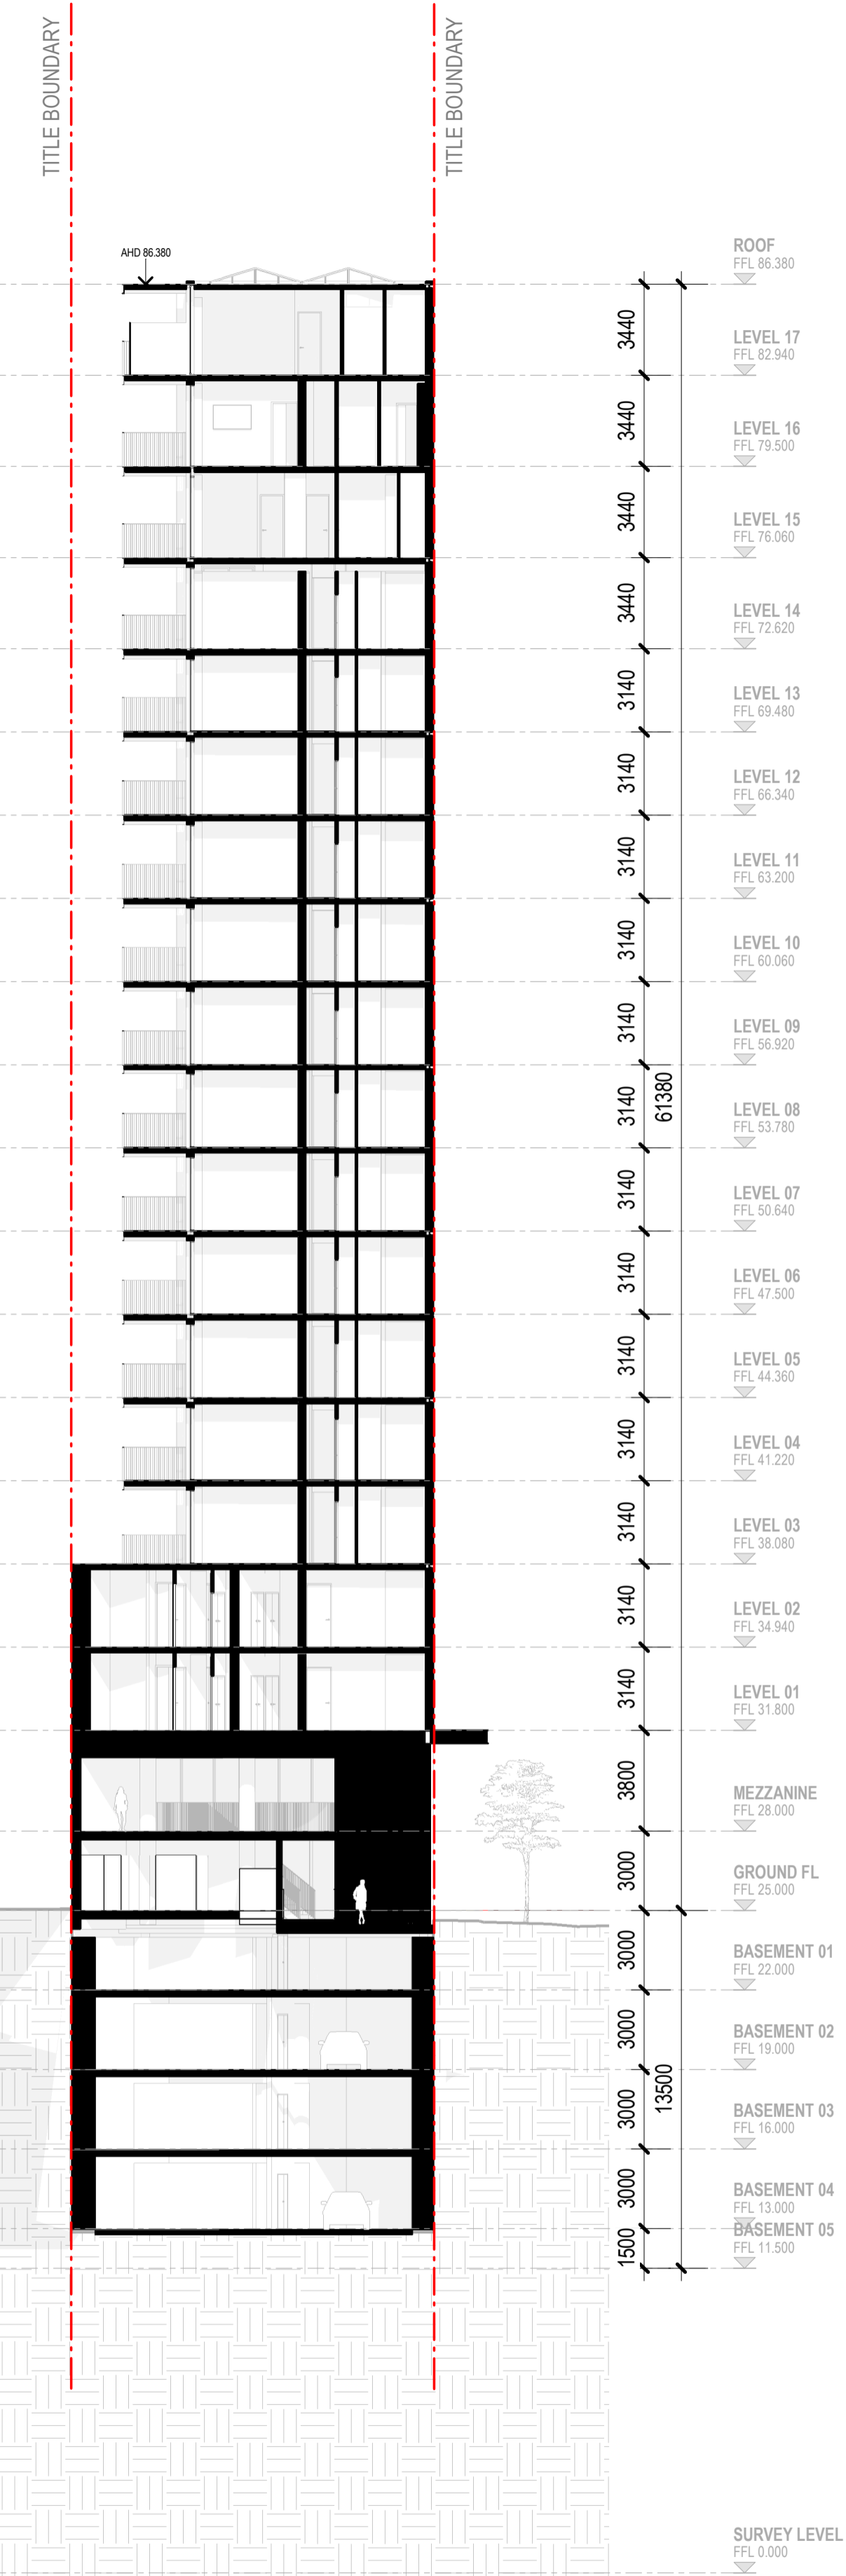 TITLE BOUNDARY
TITLE BOUNDARY
AHD 86.380
ROOF
FFL 86.380
3440
LEVEL 17
FFL 82.940
3440
LEVEL 16
FFL 79.500
3440
LEVEL 15
FFL 76.060
3440
LEVEL 14
FFL 72.620
3140
LEVEL 13
FFL 69.480
3140
LEVEL 12
FFL 66.340
3140
LEVEL 11
FFL 63.200
3140
LEVEL 10
FFL 60.060
3140
LEVEL 09
FFL 56.920
3140
61380
LEVEL 08
FFL 53.780
3140
LEVEL 07
FFL 50.640
3140
LEVEL 06
FFL 47.500
3140
LEVEL 05
FFL 44.360
3140
LEVEL 04
FFL 41.220
3140
LEVEL 03
FFL 38.080
3140
LEVEL 02
FFL 34.940
3140
LEVEL 01
FFL 31.800
3800
MEZZANINE
FFL 28.000
3000
GROUND FL
FFL 25.000
3000
BASEMENT 01
FFL 22.000
3000
BASEMENT 02
FFL 19.000
3000
13500
BASEMENT 03
FFL 16.000
3000
BASEMENT 04
FFL 13.000
1500
BASEMENT 05
FFL 11.500
SURVEY LEVEL
FFL 0.000